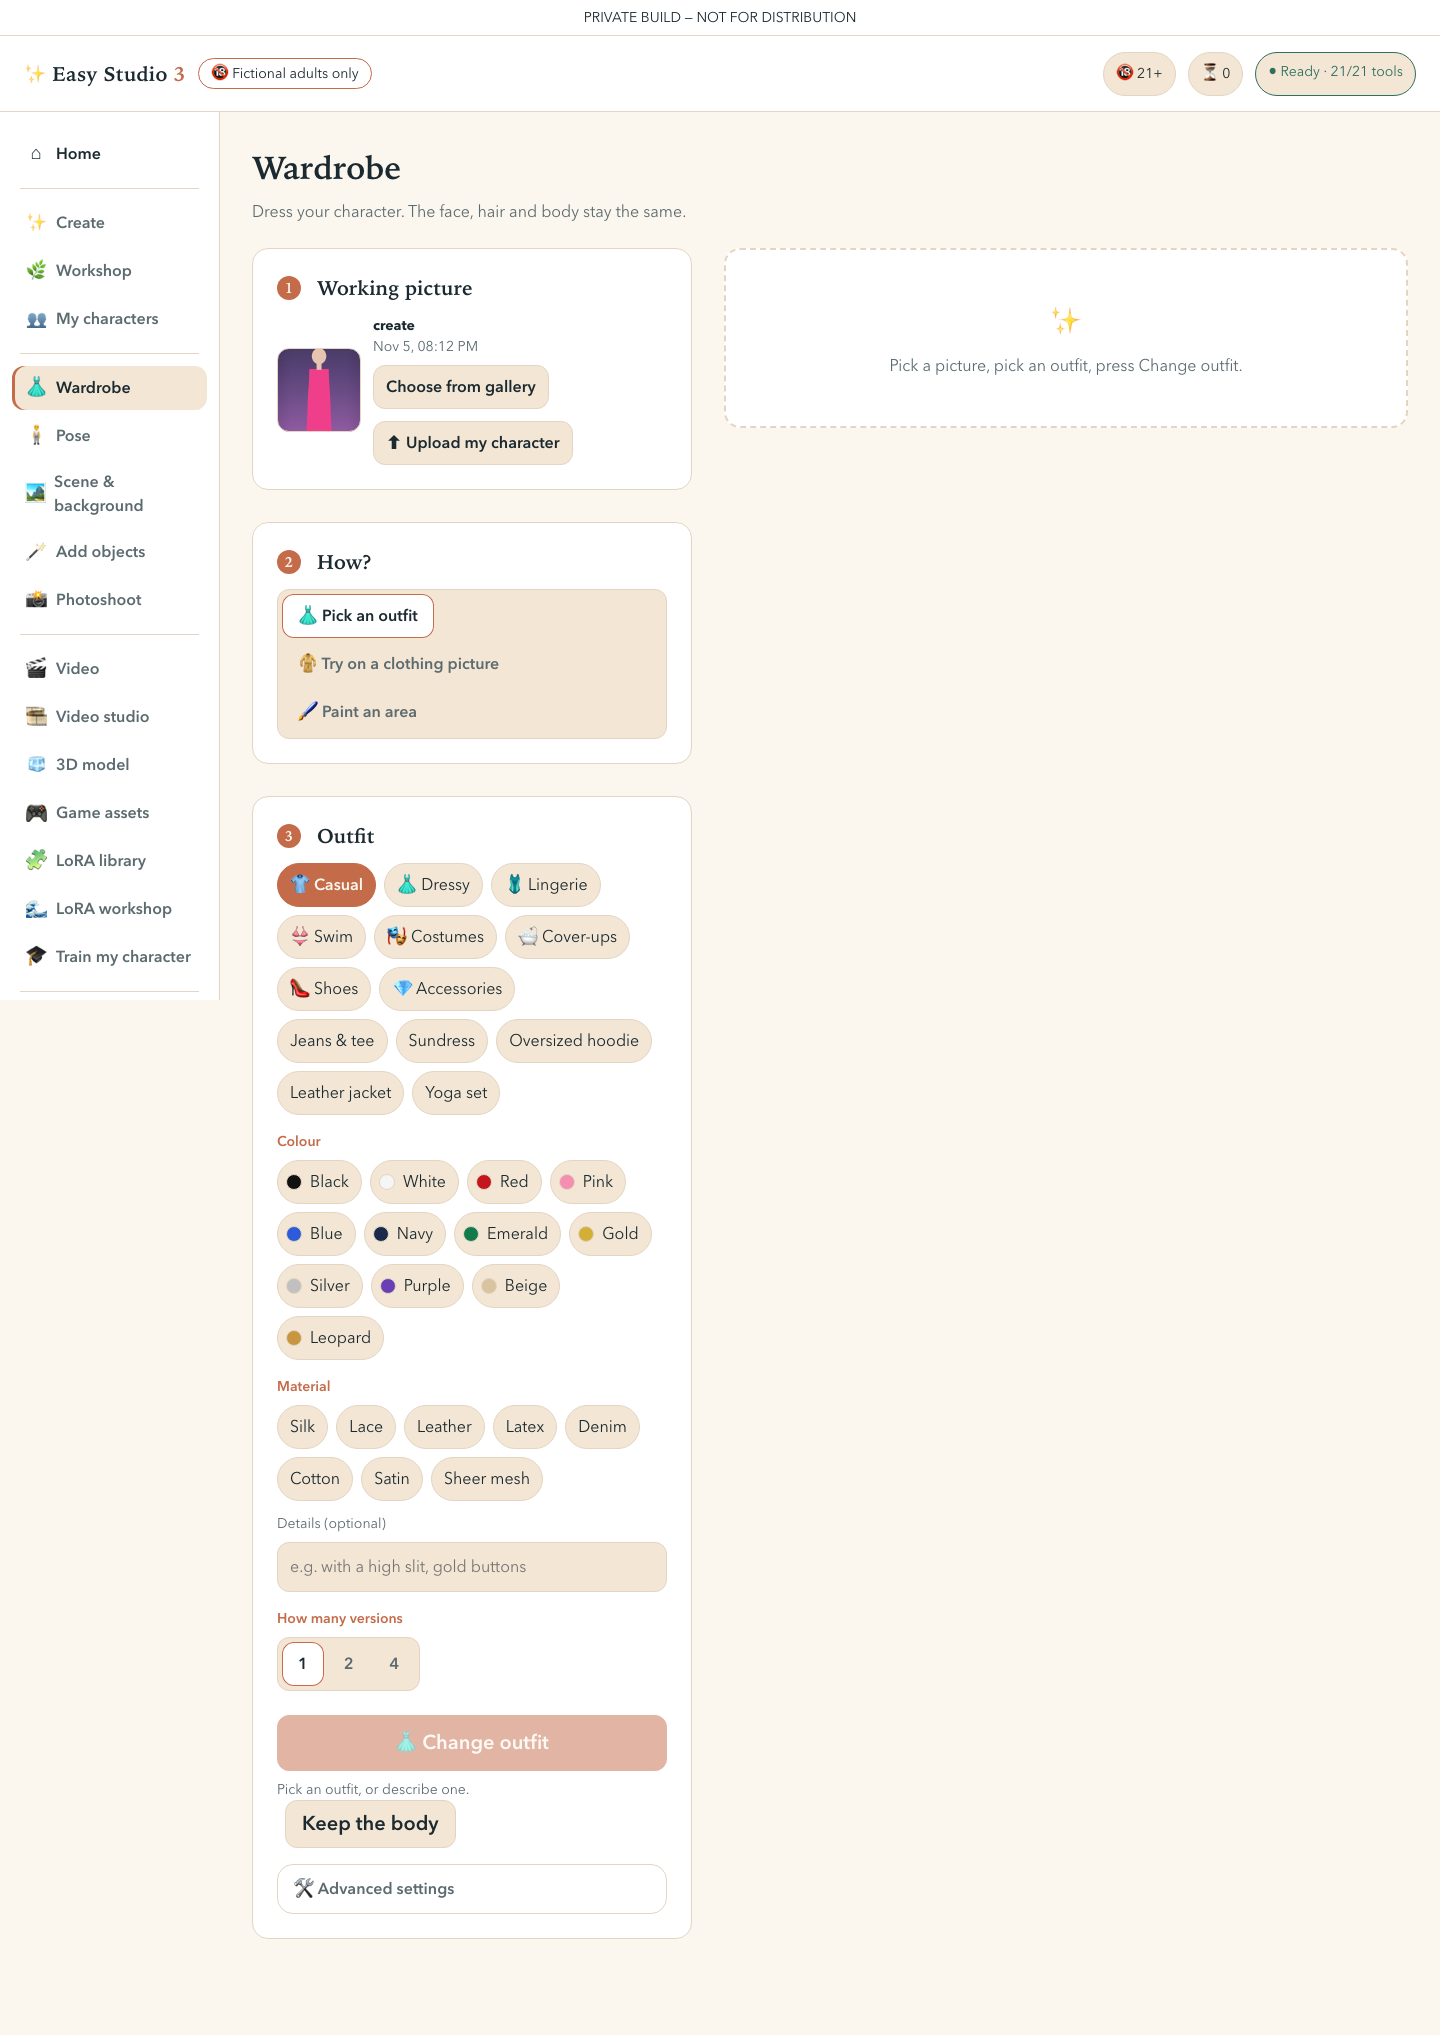 PRIVATE BUILD – NOT FOR DISTRIBUTION
Easy Studio 3
Fictional adults only
21+
0
Ready · 21/21 tools
Home
Create
Workshop
My characters
Wardrobe
Pose
Scene &
background
Add objects
Photoshoot
Video
Video studio
3D model
Game assets
LoRA library
LoRA workshop
Train my character
Wardrobe
Dress your character. The face, hair and body stay the same.
1 Working picture
create
Nov 5, 08:12 PM
Choose from gallery
Upload my character
Pick a picture, pick an outfit, press Change outfit.
2 How?
Pick an outfit
Try on a clothing picture
Paint an area
3 Outfit
Casual Dressy Lingerie
Swim Costumes Cover-ups
Shoes Accessories
Jeans & tee Sundress Oversized hoodie
Leather jacket Yoga set
Colour
Black White Red Pink
Blue Navy Emerald Gold
Silver Purple Beige
Leopard
Material
Silk Lace Leather Latex Denim
Cotton Satin Sheer mesh
Details (optional)
e.g. with a high slit, gold buttons
How many versions
1 2 4
Change outfit
Pick an outfit, or describe one.
Keep the body
Advanced settings